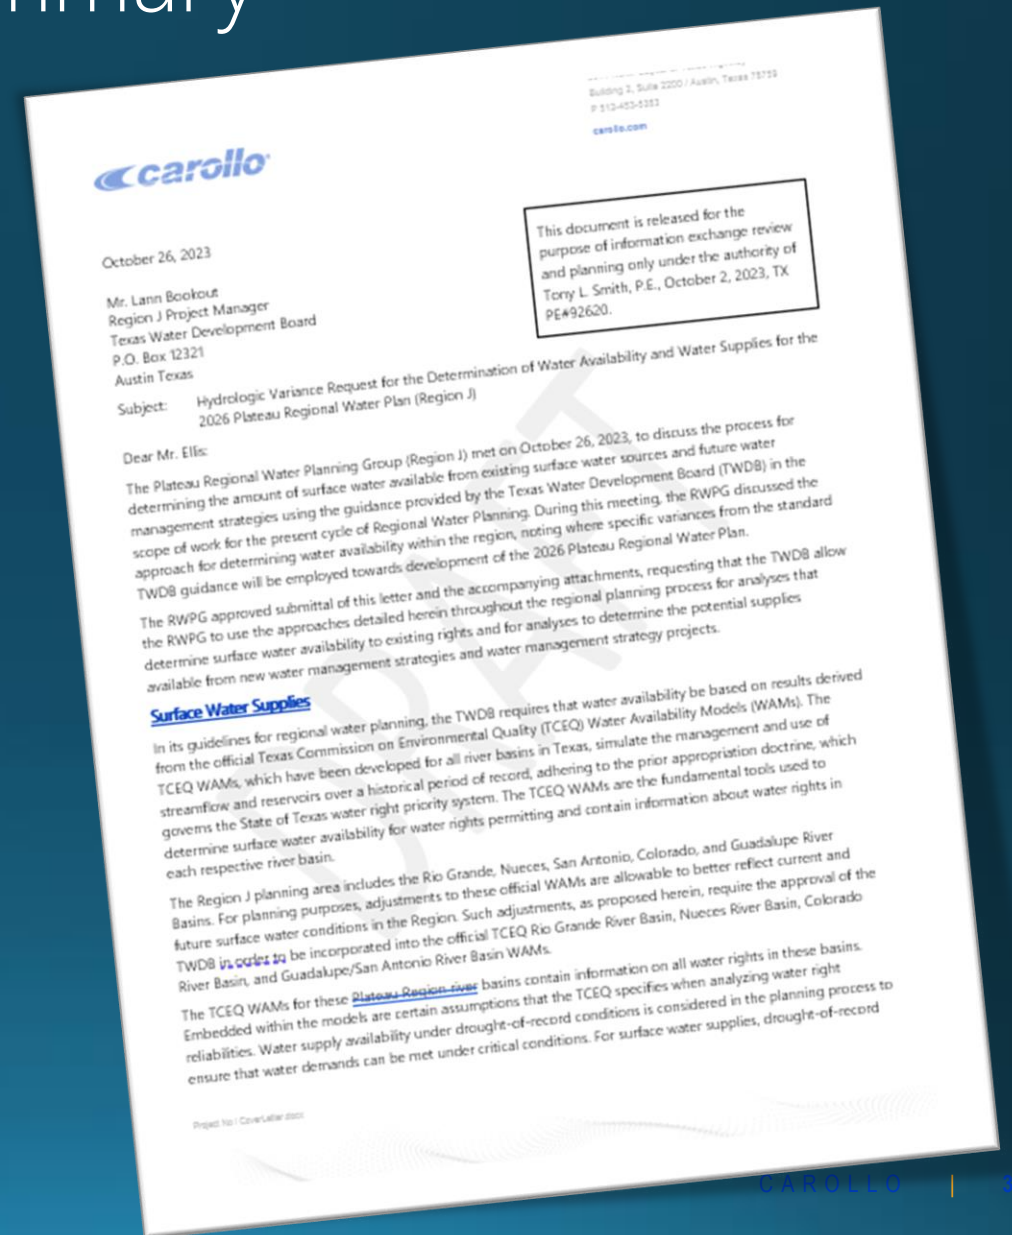 Building 2, Suite 2200 / Austin, Texas 78759
P 512-453-5383
carollo.com
carollo
October 26, 2023
This document is released for the
purpose of information exchange review
and planning only under the authority of
Tony L. Smith, P.E., October 2, 2023, TX
PE#92620.
Mr. Lann Bookout
Region J Project Manager
Texas Water Development Board
P.O. Box 12321
Austin Texas
Subject: Hydrologic Variance Request for the Determination of Water Availability and Water Supplies for the
2026 Plateau Regional Water Plan (Region J)
Dear Mr. Ellis:
The Plateau Regional Water Planning Group (Region J) met on October 26, 2023, to discuss the process for
determining the amount of surface water available from existing surface water sources and future water
management strategies using the guidance provided by the Texas Water Development Board (TWDB) in the
scope of work for the present cycle of Regional Water Planning. During this meeting, the RWPG discussed the
approach for determining water availability within the region, noting where specific variances from the standard
TWDB guidance will be employed towards development of the 2026 Plateau Regional Water Plan.
The RWPG approved submittal of this letter and the accompanying attachments, requesting that the TWDB allow
the RWPG to use the approaches detailed herein throughout the regional planning process for analyses that
determine surface water availability to existing rights and for analyses to determine the potential supplies
available from new water management strategies and water management strategy projects.
Surface Water Supplies
In its guidelines for regional water planning, the TWDB requires that water availability be based on results derived
from the official Texas Commission on Environmental Quality (TCEQ) Water Availability Models (WAMs). The
TCEQ WAMs, which have been developed for all river basins in Texas, simulate the management and use of
streamflow and reservoirs over a historical period of record, adhering to the prior appropriation doctrine, which
governs the State of Texas water right priority system. The TCEQ WAMs are the fundamental tools used to
determine surface water availability for water rights permitting and contain information about water rights in
each respective river basin.
The Region J planning area includes the Rio Grande, Nueces, San Antonio, Colorado, and Guadalupe River
Basins. For planning purposes, adjustments to these official WAMs are allowable to better reflect current and
future surface water conditions in the Region. Such adjustments, as proposed herein, require the approval of the
TWDB in order to be incorporated into the official TCEQ Rio Grande River Basin, Nueces River Basin, Colorado
River Basin, and Guadalupe/San Antonio River Basin WAMs.
The TCEQ WAMs for these Plateau Region river basins contain information on all water rights in these basins.
Embedded within the models are certain assumptions that the TCEQ specifies when analyzing water right
reliabilities. Water supply availability under drought-of-record conditions is considered in the planning process to
ensure that water demands can be met under critical conditions. For surface water supplies, drought-of-record
Project No | CoverLetter.docx
DRAFT
CAROLLO | 3